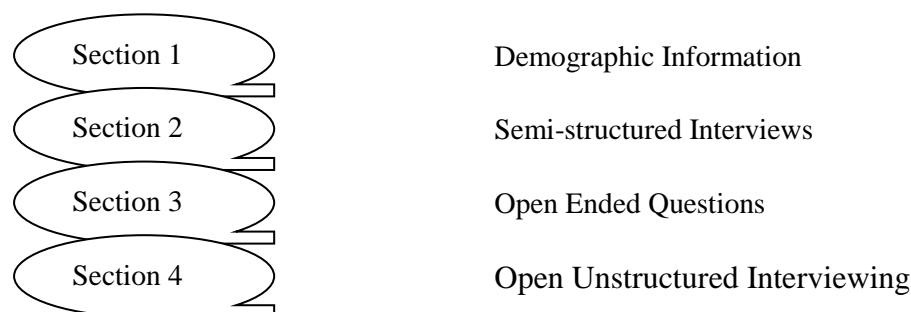 Section 1 Demographic Information
Section 2 Semi-structured Interviews
Section 3 Open Ended Questions
Section 4 Open Unstructured Interviewing